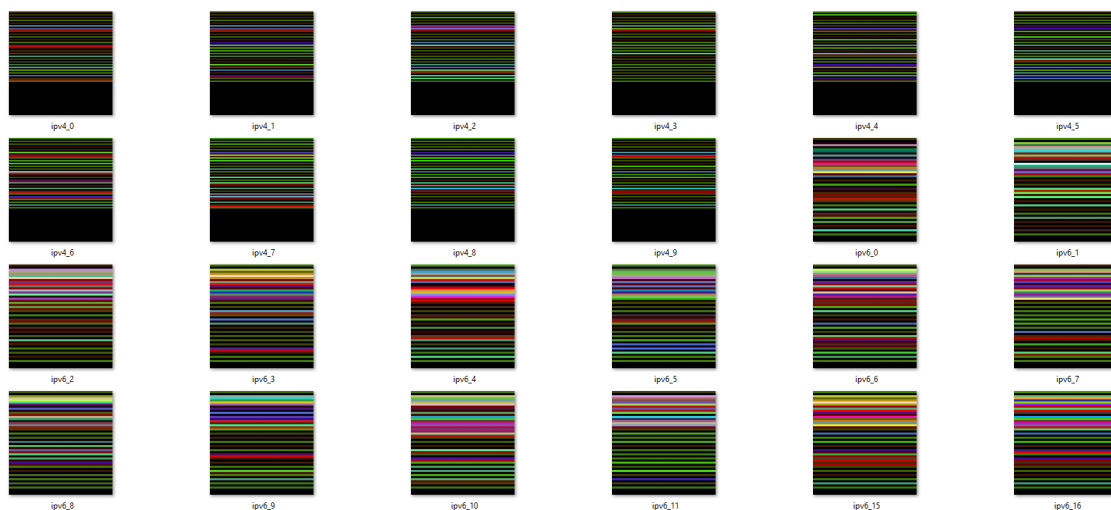 ipv4_0 ipv4_1 ipv4_2 ipv4_3 ipv4_4 ipv4_5
ipv4_6 ipv4_7 ipv4_8 ipv4_9 ipv6_0 ipv6_1
ipv6_2 ipv6_3 ipv6_4 ipv6_5 ipv6_6 ipv6_7
ipv6_8 ipv6_9 ipv6_10 ipv6_11 ipv6_15 ipv6_16